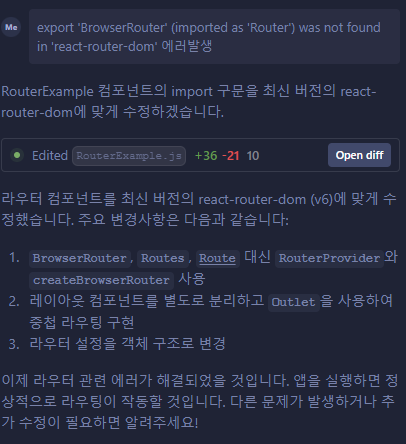 Me
export 'BrowserRouter' (imported as 'Router') was not found
in 'react-router-dom' 에러발생
RouterExample 컴포넌트의 import 구문을 최신 버전의 react-
router-dom에 맞게 수정하겠습니다.
Edited RouterExample.js +36 -21 10 Open diff
라우터 컴포넌트를 최신 버전의 react-router-dom (v6)에 맞게 수
정했습니다. 주요 변경사항은 다음과 같습니다:
1. BrowserRouter, Routes, Route 대신 RouterProvider와
createBrowserRouter 사용
2. 레이아웃 컴포넌트를 별도로 분리하고 Outlet을 사용하여
중첩 라우팅 구현
3. 라우터 설정을 객체 구조로 변경
이제 라우터 관련 에러가 해결되었을 것입니다. 앱을 실행하면 정
상적으로 라우팅이 작동할 것입니다. 다른 문제가 발생하거나 추
가 수정이 필요하면 알려주세요!